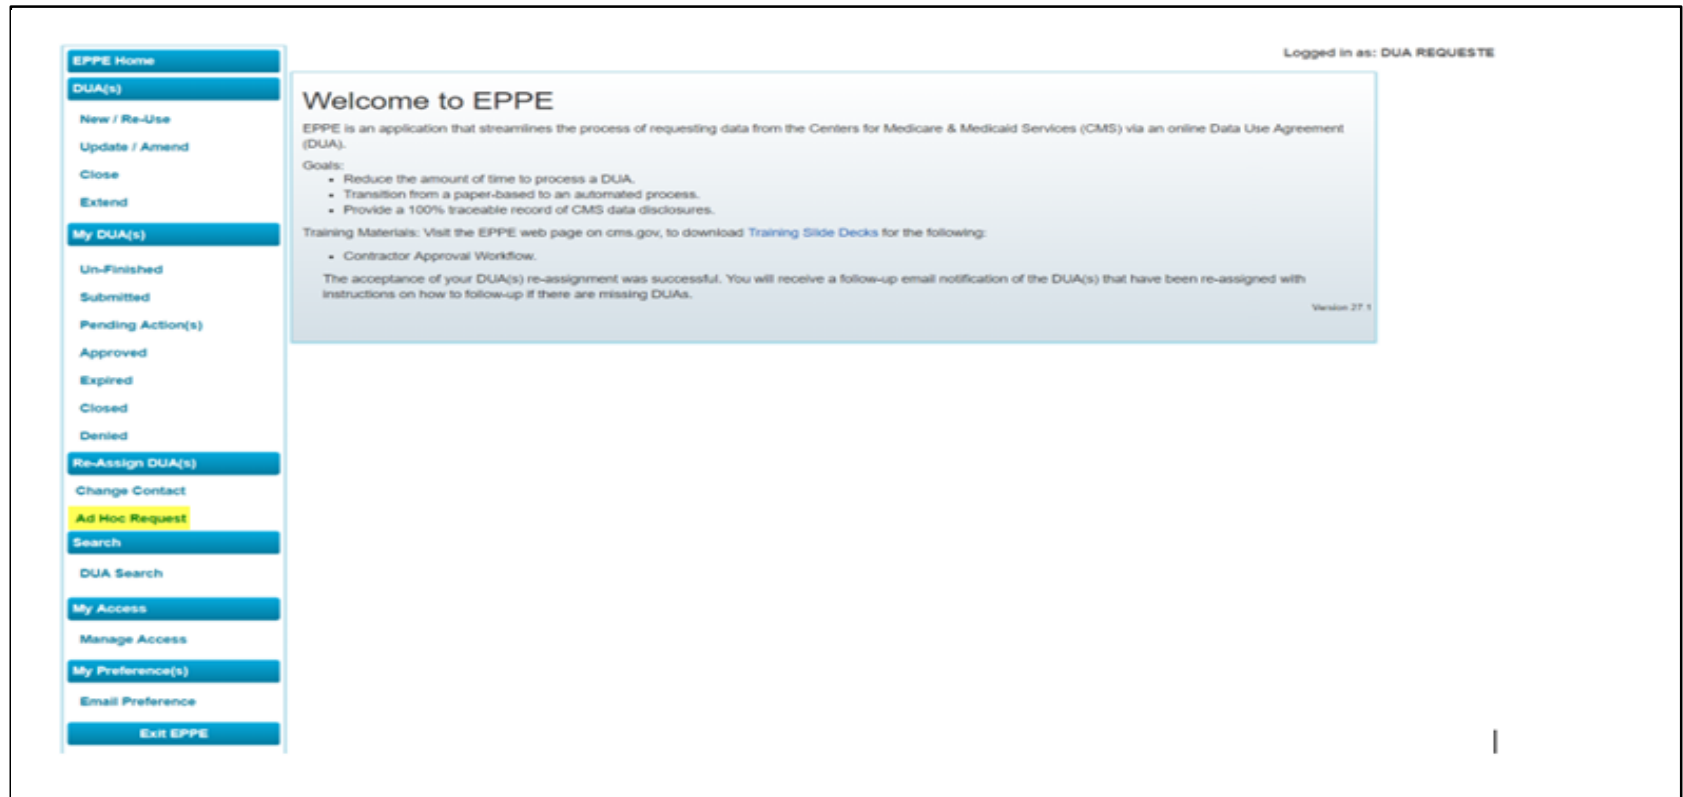 Logged in as: DUA REQUESTE
EPPE Home
DUA(s)
New / Re-Use
Update / Amend
Close
Extend
My DUA(s)
Un-Finished
Submitted
Pending Action(s)
Approved
Expired
Closed
Denied
Re-Assign DUA(s)
Change Contact
Ad Hoc Request
Search
DUA Search
My Access
Manage Access
My Preference(s)
Email Preference
Exit EPPE
Welcome to EPPE
EPPE is an application that streamlines the process of requesting data from the Centers for Medicare & Medicaid Services (CMS) via an online Data Use Agreement
(DUA).
Goals:
• Reduce the amount of time to process a DUA.
• Transition from a paper-based to an automated process.
• Provide a 100% traceable record of CMS data disclosures.
Training Materials: Visit the EPPE web page on cms.gov, to download Training Slide Decks for the following:
• Contractor Approval Workflow.
The acceptance of your DUA(s) re-assignment was successful. You will receive a follow-up email notification of the DUA(s) that have been re-assigned with
instructions on how to follow-up if there are missing DUAs.
Version 27.1